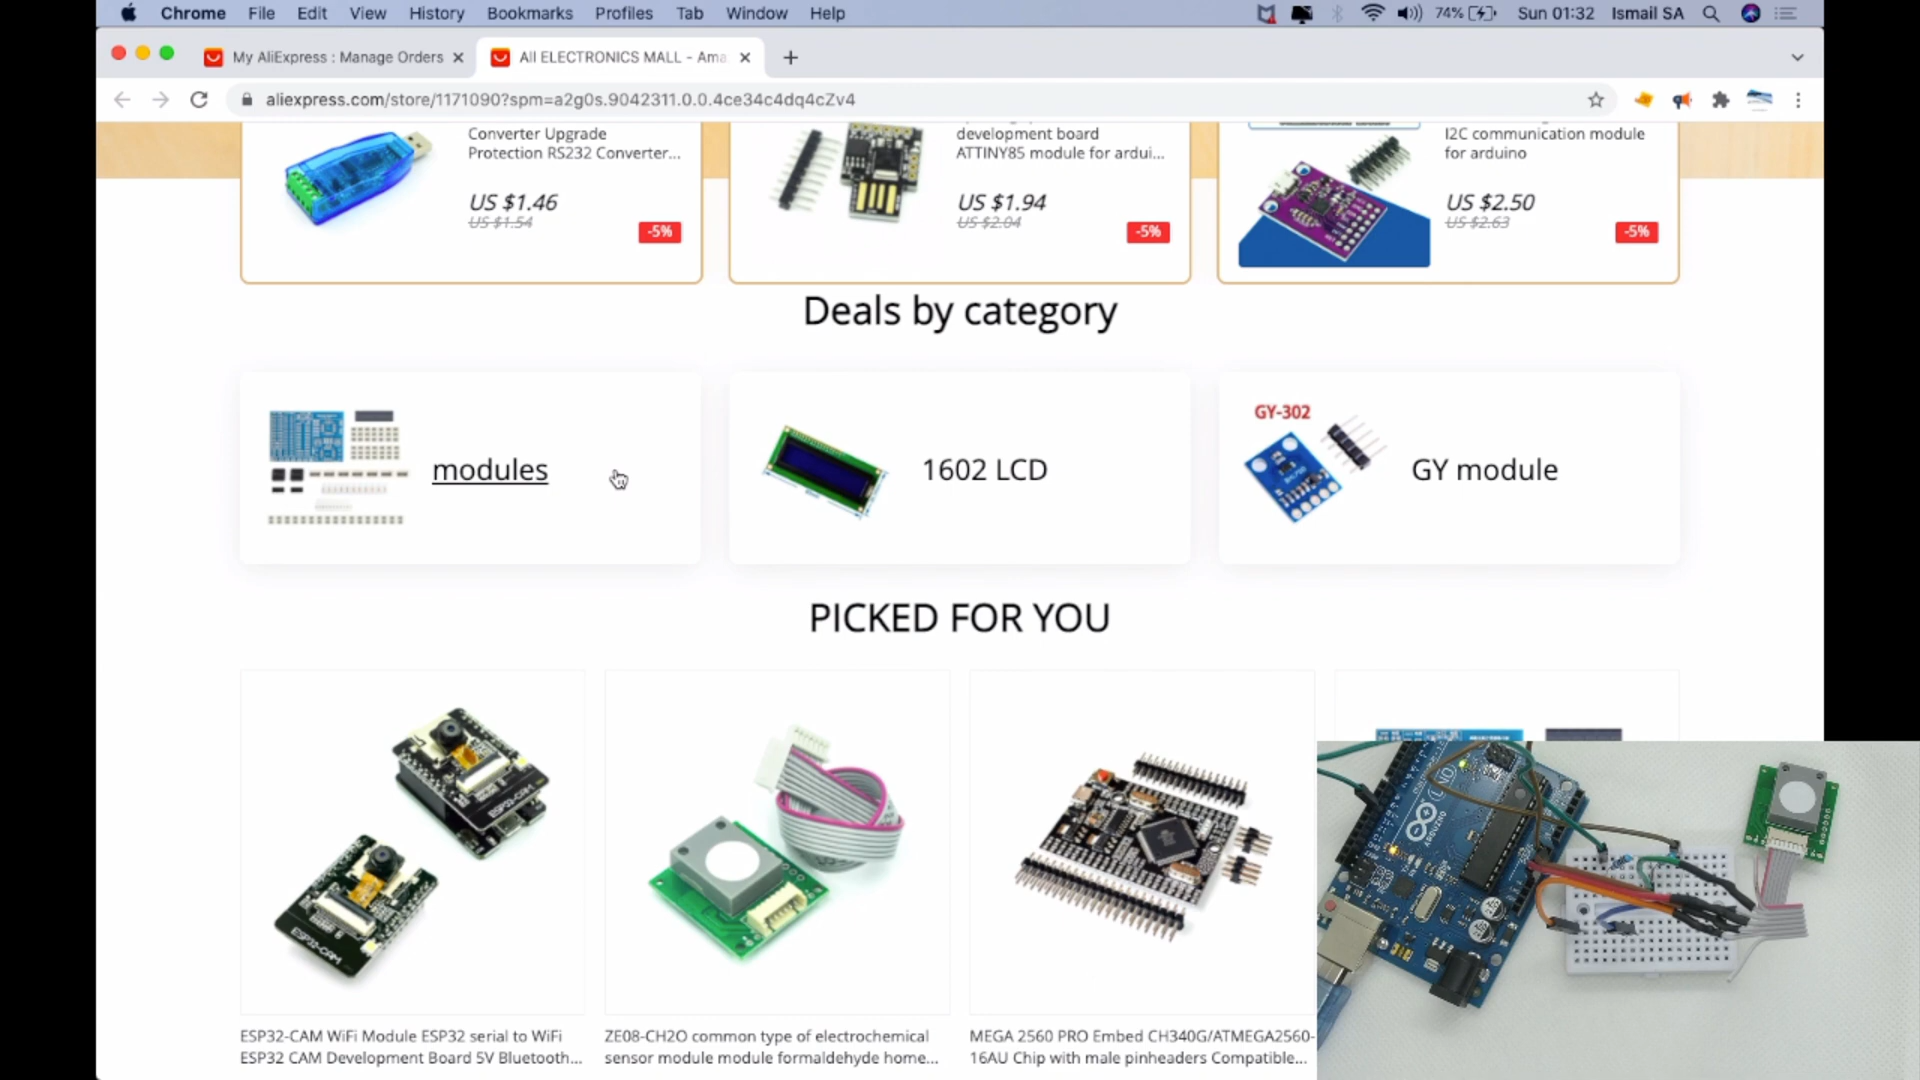 Chrome File Edit View History Bookmarks Profiles Tab Window Help 74% Sun 01:32 Ismail SA
My AliExpress : Manage Orders All ELECTRONICS MALL - Ama
aliexpress.com/store/1171090?spm=a2g0s.9042311.0.0.4ce34c4dq4cZv4
Converter Upgrade
Protection RS232 Converter...
US $1.46
US $1.54
-5%
development board
ATTINY85 module for ardui...
US $1.94
US $2.04
-5%
I2C communication module
for arduino
US $2.50
US $2.63
-5%
Deals by category
modules
1602 LCD
GY-302
GY module
PICKED FOR YOU
ESP32-CAM
ESP32-CAM
UNO
ARDUINO
ESP32-CAM WiFi Module ESP32 serial to WiFi
ESP32 CAM Development Board 5V Bluetooth...
ZE08-CH2O common type of electrochemical
sensor module module formaldehyde home...
MEGA 2560 PRO Embed CH340G/ATMEGA2560-
16AU Chip with male pinheaders Compatible...